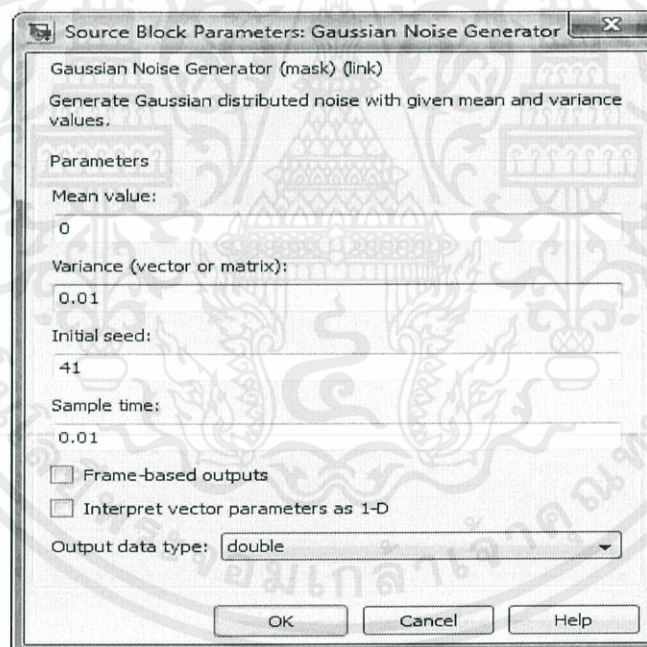 Source Block Parameters: Gaussian Noise Generator
Gaussian Noise Generator (mask) (link)
Generate Gaussian distributed noise with given mean and variance
values.
Parameters
Mean value:
0
Variance (vector or matrix):
0.01
Initial seed:
41
Sample time:
0.01
Frame-based outputs
Interpret vector parameters as 1-D
Output data type: double
OK Cancel Help